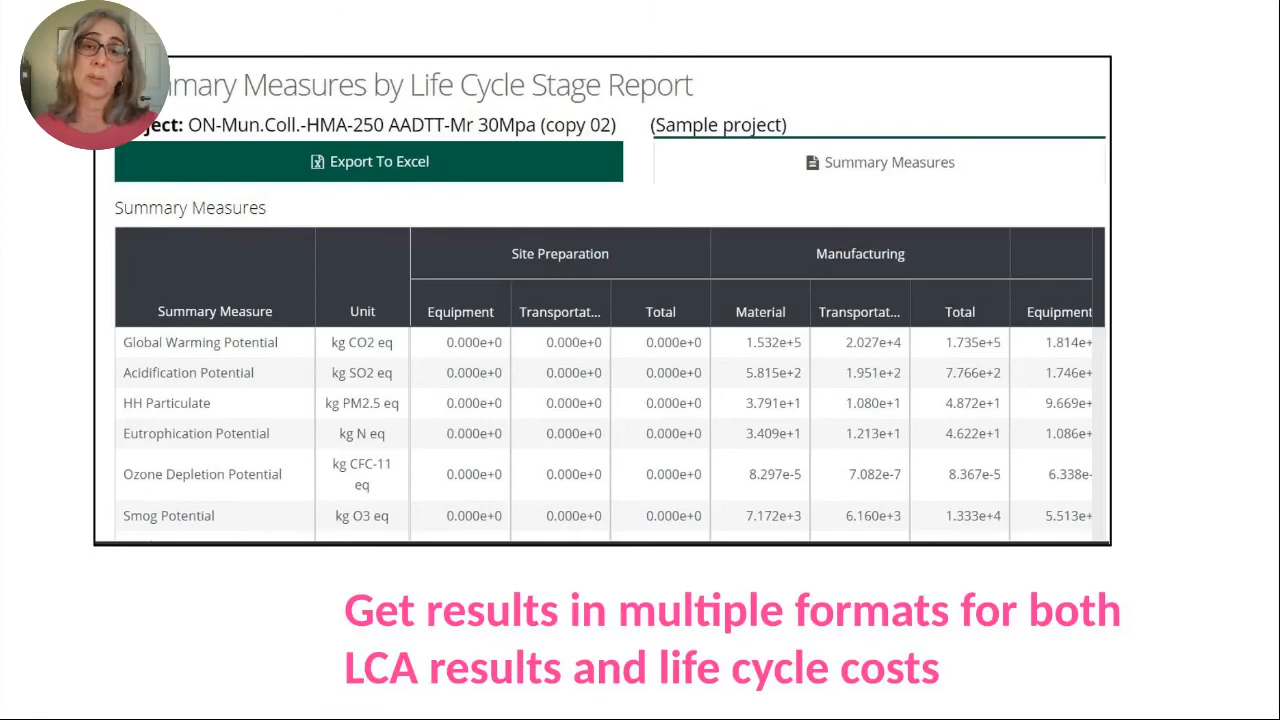 mmary Measures by Life Cycle Stage Report
ject: ON-Mun.Coll.-HMA-250 AADTT-Mr 30Mpa (copy 02) (Sample project)
Export To Excel Summary Measures
Summary Measures
Site Preparation Manufacturing
Summary Measure Unit Equipment Transportat... Total Material Transportat... Total Equipment
Global Warming Potential kg CO2 eq 0.000e+0 0.000e+0 0.000e+0 1.532e+5 2.027e+4 1.735e+5 1.814e+
Acidification Potential kg SO2 eq 0.000e+0 0.000e+0 0.000e+0 5.815e+2 1.951e+2 7.766e+2 1.746e+
HH Particulate kg PM2.5 eq 0.000e+0 0.000e+0 0.000e+0 3.791e+1 1.080e+1 4.872e+1 9.669e+
Eutrophication Potential kg N eq 0.000e+0 0.000e+0 0.000e+0 3.409e+1 1.213e+1 4.622e+1 1.086e+
Ozone Depletion Potential kg CFC-11 eq 0.000e+0 0.000e+0 0.000e+0 8.297e-5 7.082e-7 8.367e-5 6.338e-
Smog Potential kg O3 eq 0.000e+0 0.000e+0 0.000e+0 7.172e+3 6.160e+3 1.333e+4 5.513e+
Get results in multiple formats for both
LCA results and life cycle costs